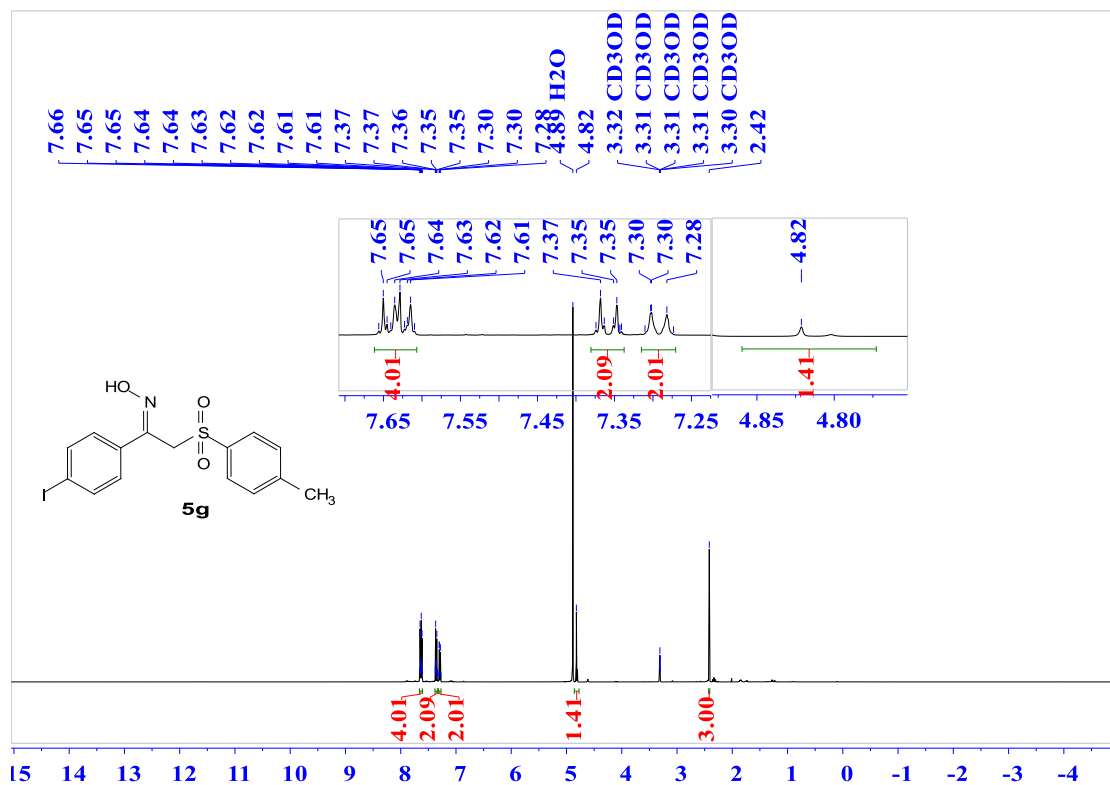 7.66 7.65 7.65 7.64 7.64 7.63 7.62 7.62 7.61 7.61 7.37 7.37 7.36 7.35 7.35 7.30 7.30 7.28 4.89 H2O 4.82 3.32 CD3OD 3.31 CD3OD 3.31 CD3OD 3.31 CD3OD 3.30 CD3OD 2.42
7.65 7.65 7.64 7.63 7.62 7.61 7.37 7.35 7.35 7.30 7.30 7.28 4.82
4.01 2.09 2.01 1.41
7.65 7.55 7.45 7.35 7.25 4.85 4.80
HO
N
O
S
O
I
CH3
5g
4.01 2.09 2.01 1.41 3.00
15 14 13 12 11 10 9 8 7 6 5 4 3 2 1 0 -1 -2 -3 -4